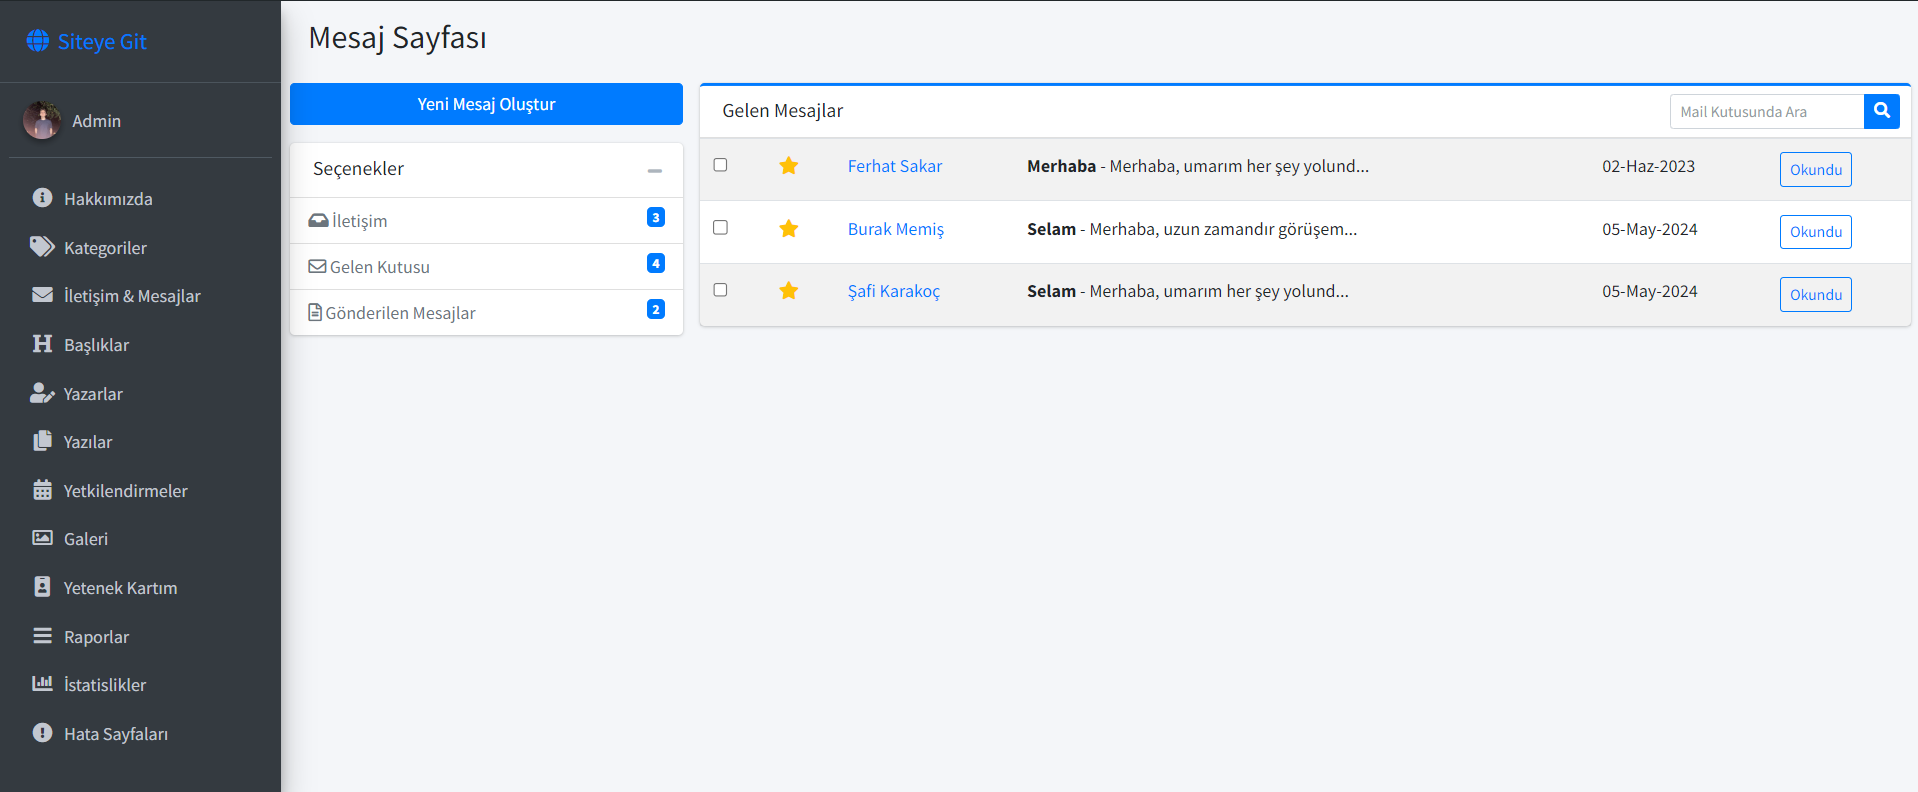 Siteye Git
Admin
Hakkımızda
Kategoriler
İletişim & Mesajlar
Başlıklar
Yazarlar
Yazılar
Yetkilendirmeler
Galeri
Yetenek Kartım
Raporlar
İstatislikler
Hata Sayfaları
Mesaj Sayfası
Yeni Mesaj Oluştur
Seçenekler
İletişim 3
Gelen Kutusu 4
Gönderilen Mesajlar 2
Gelen Mesajlar
Mail Kutusunda Ara
Ferhat Sakar Merhaba - Merhaba, umarım her şey yolund... 02-Haz-2023 Okundu
Burak Memiş Selam - Merhaba, uzun zamandır görüşem... 05-May-2024 Okundu
Şafi Karakoç Selam - Merhaba, umarım her şey yolund... 05-May-2024 Okundu